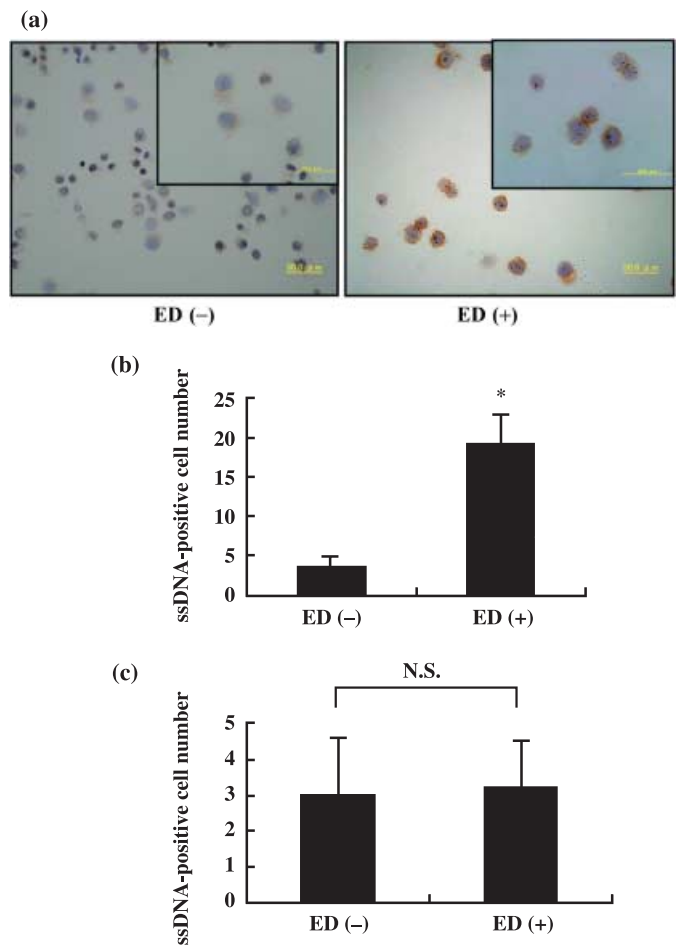 (a)
ED (–)
ED (+)
(b)
ssDNA-positive cell number
25
20
15
10
5
0
*
ED (–)
ED (+)
(c)
N.S.
ssDNA-positive cell number
5
4
3
2
1
0
ED (–)
ED (+)